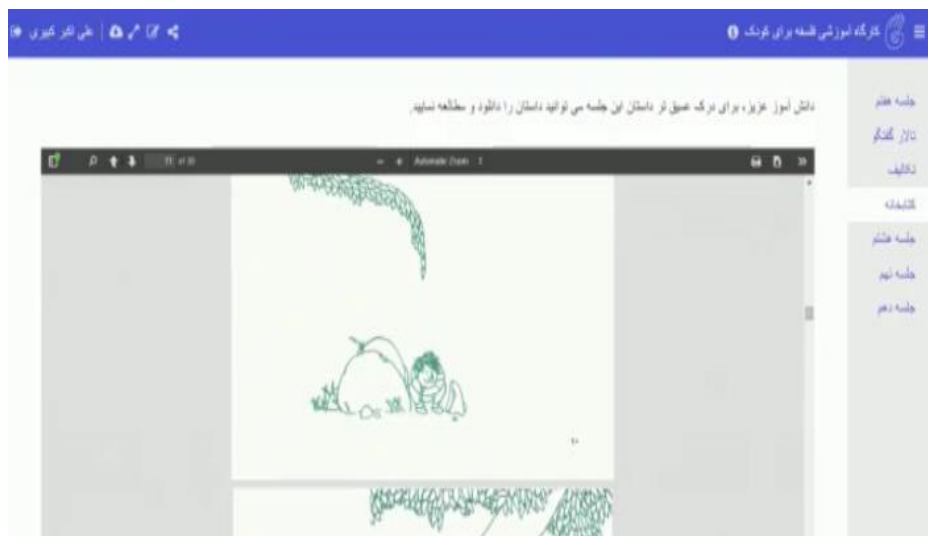 کارگاه آموزشی فلسفه برای کودک
علی اکبر کبیری
دانش آموز عزیز، برای درک عمیق تر داستان این جلسه می توانید داستان را دانلود و مطالعه نمایید.
Automatic Zoom
جلسه هفتم
تالار گفتگو
تکالیف
کتابخانه
جلسه هشتم
جلسه نهم
جلسه دهم